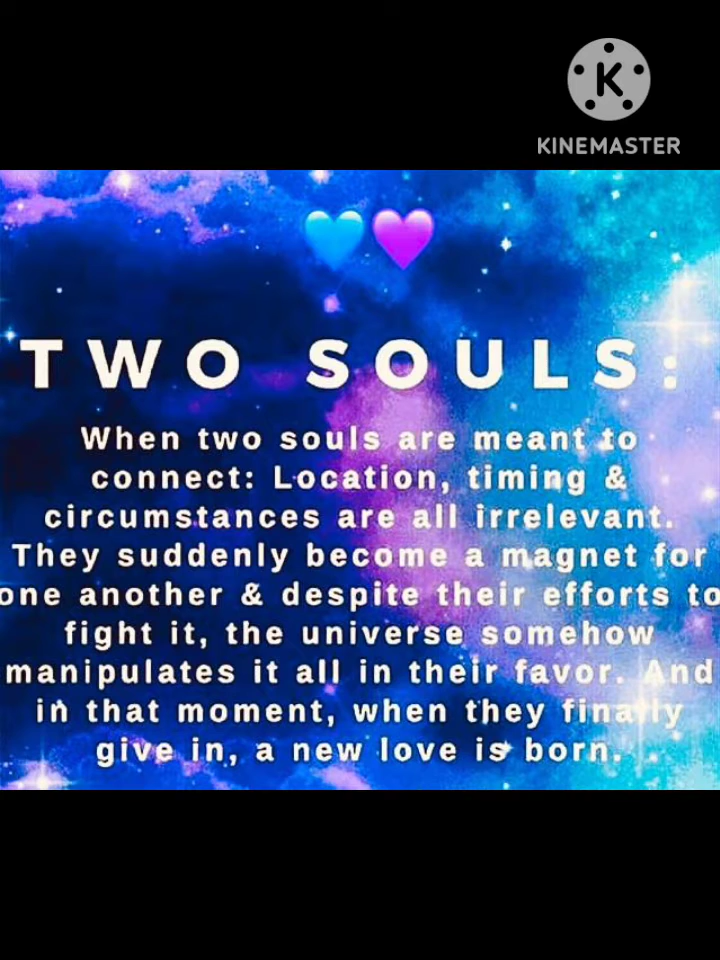 K
KINEMASTER
💙💜
TWO SOULS:
When two souls are meant to
connect: Location, timing &
circumstances are all irrelevant.
They suddenly become a magnet for
one another & despite their efforts to
fight it, the universe somehow
manipulates it all in their favor. And
in that moment, when they finally
give in, a new love is born.